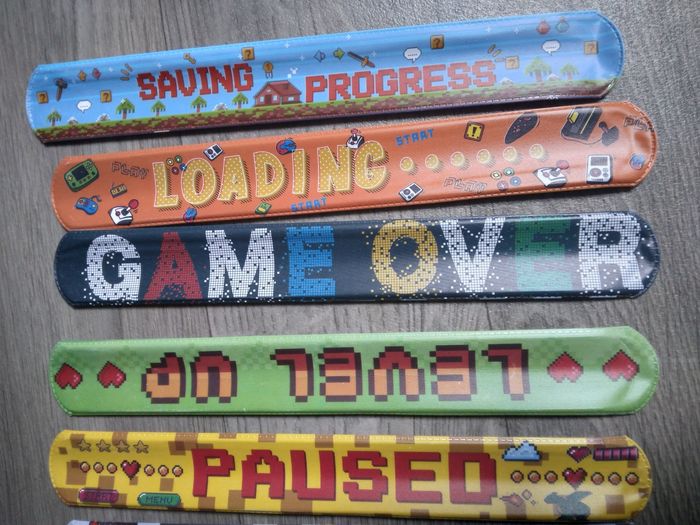 SAVING PROGRESS
LOADING......
START
START
PLAY
PLAY
GAME OVER
LEVEL UP
PAUSED
START
MENU